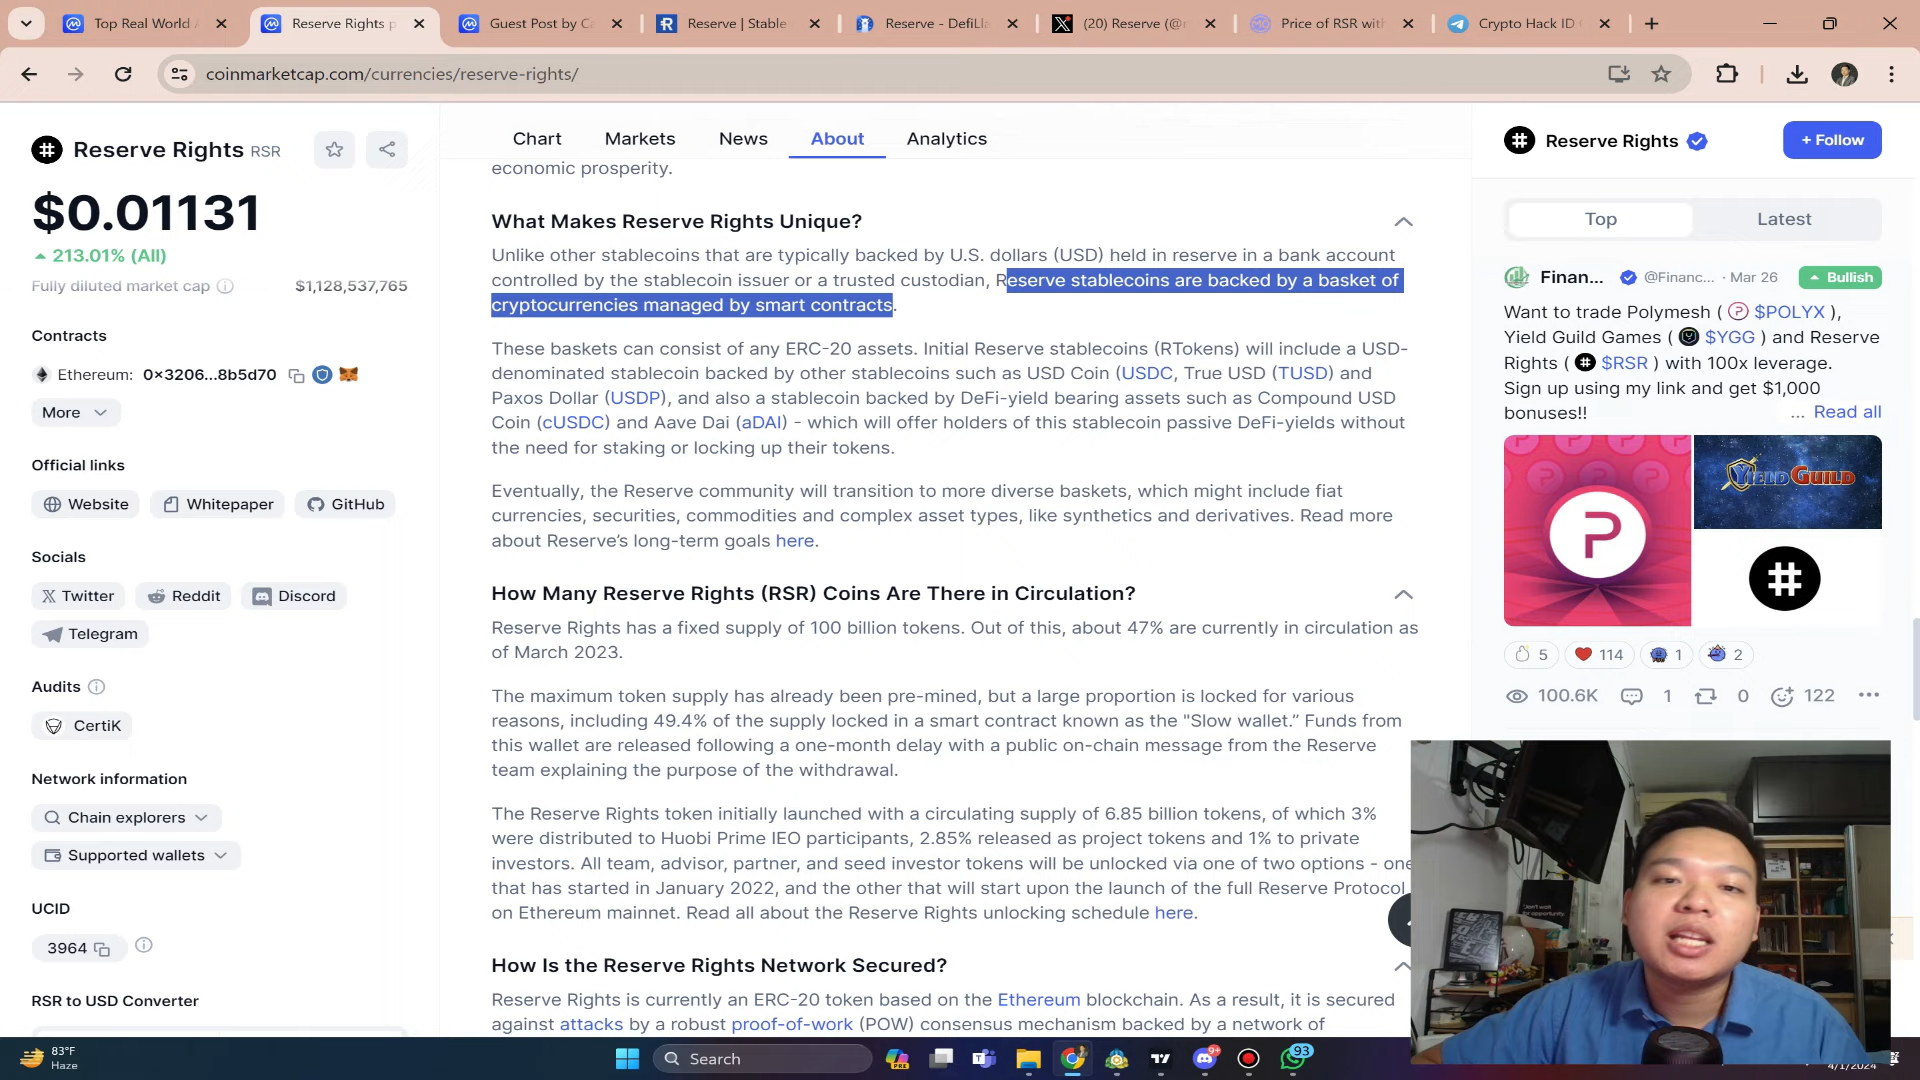 Top Real World
Reserve Rights p
Guest Post by Ca
Reserve | Stable
Reserve - DefiLla
(20) Reserve (@r
Price of RSR with
Crypto Hack ID
coinmarketcap.com/currencies/reserve-rights/
Reserve Rights RSR
$0.01131
213.01% (All)
Fully diluted market cap
$1,128,537,765
Contracts
Ethereum: 0x3206...8b5d70
More
Official links
Website
Whitepaper
GitHub
Socials
Twitter
Reddit
Discord
Telegram
Audits
CertiK
Network information
Chain explorers
Supported wallets
UCID
3964
RSR to USD Converter
Chart
Markets
News
About
Analytics
economic prosperity.
What Makes Reserve Rights Unique?
Unlike other stablecoins that are typically backed by U.S. dollars (USD) held in reserve in a bank account
controlled by the stablecoin issuer or a trusted custodian, Reserve stablecoins are backed by a basket of
cryptocurrencies managed by smart contracts.
These baskets can consist of any ERC-20 assets. Initial Reserve stablecoins (RTokens) will include a USD-
denominated stablecoin backed by other stablecoins such as USD Coin (USDC, True USD (TUSD) and
Paxos Dollar (USDP), and also a stablecoin backed by DeFi-yield bearing assets such as Compound USD
Coin (cUSDC) and Aave Dai (aDAI) - which will offer holders of this stablecoin passive DeFi-yields without
the need for staking or locking up their tokens.
Eventually, the Reserve community will transition to more diverse baskets, which might include fiat
currencies, securities, commodities and complex asset types, like synthetics and derivatives. Read more
about Reserve's long-term goals here.
How Many Reserve Rights (RSR) Coins Are There in Circulation?
Reserve Rights has a fixed supply of 100 billion tokens. Out of this, about 47% are currently in circulation as
of March 2023.
The maximum token supply has already been pre-mined, but a large proportion is locked for various
reasons, including 49.4% of the supply locked in a smart contract known as the "Slow wallet.” Funds from
this wallet are released following a one-month delay with a public on-chain message from the Reserve
team explaining the purpose of the withdrawal.
The Reserve Rights token initially launched with a circulating supply of 6.85 billion tokens, of which 3%
were distributed to Huobi Prime IEO participants, 2.85% released as project tokens and 1% to private
investors. All team, advisor, partner, and seed investor tokens will be unlocked via one of two options - one
that has started in January 2022, and the other that will start upon the launch of the full Reserve Protocol
on Ethereum mainnet. Read all about the Reserve Rights unlocking schedule here.
How Is the Reserve Rights Network Secured?
Reserve Rights is currently an ERC-20 token based on the Ethereum blockchain. As a result, it is secured
against attacks by a robust proof-of-work (POW) consensus mechanism backed by a network of
Reserve Rights
+ Follow
Top
Latest
Finan... @Financ... · Mar 26
Bullish
Want to trade Polymesh ( $POLYX ),
Yield Guild Games ( $YGG ) and Reserve
Rights ( $RSR ) with 100x leverage.
Sign up using my link and get $1,000
bonuses!!
... Read all
YIELD GUILD
5
114
1
2
100.6K
1
0
122
83°F
Haze
Search
PRE
9+
93
4/1/2024